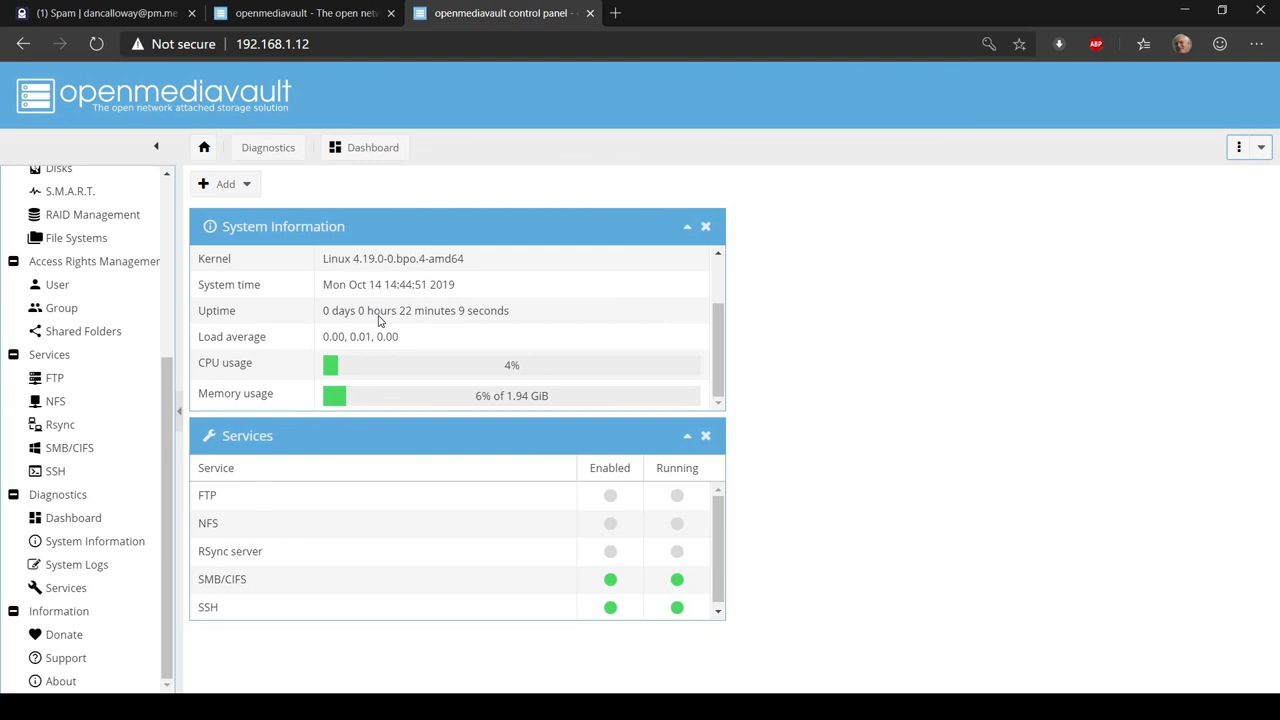 (1) Spam | dancalloway@pm.me
openmediavault - The open netw
openmediavault control panel -
Not secure
192.168.1.12
ABP
openmediavault
The open network attached storage solution
Diagnostics
Dashboard
Disks
S.M.A.R.T.
RAID Management
File Systems
Access Rights Managemer
User
Group
Shared Folders
Services
FTP
NFS
Rsync
SMB/CIFS
SSH
Diagnostics
Dashboard
System Information
System Logs
Services
Information
Donate
Support
About
Add
System Information
Kernel Linux 4.19.0-0.bpo.4-amd64
System time Mon Oct 14 14:44:51 2019
Uptime 0 days 0 hours 22 minutes 9 seconds
Load average 0.00, 0.01, 0.00
CPU usage 4%
Memory usage 6% of 1.94 GiB
Services
Service Enabled Running
FTP
NFS
RSync server
SMB/CIFS
SSH